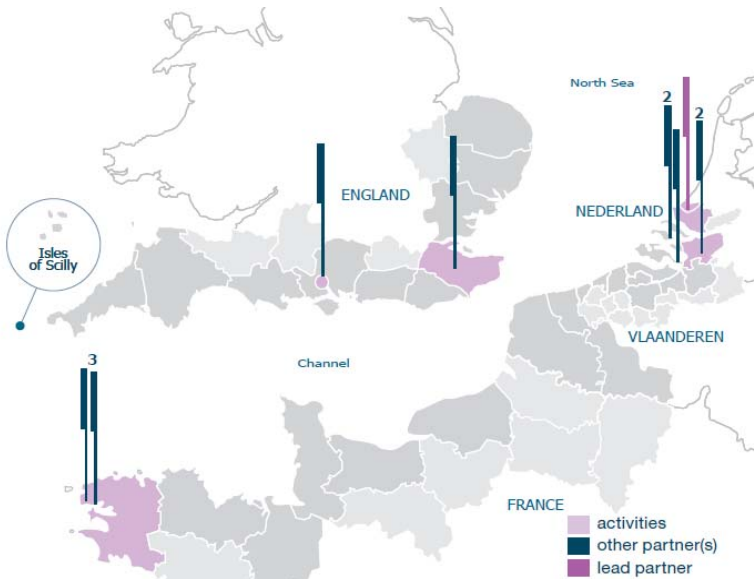 North Sea
2
2
ENGLAND
NEDERLAND
Isles
of Scilly
VLAANDEREN
Channel
3
FRANCE
activities
other partner(s)
lead partner